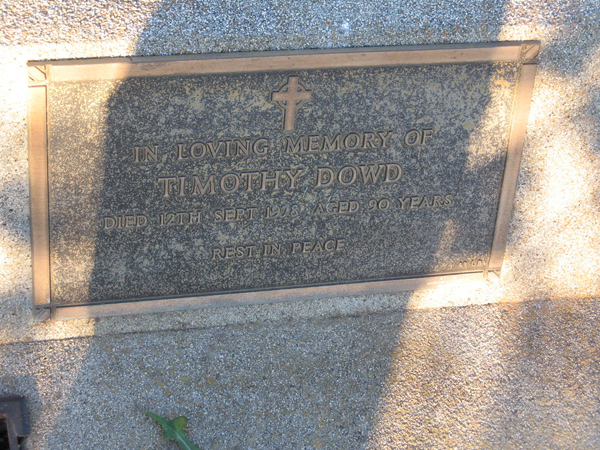 IN LOVING MEMORY OF
TIMOTHY DOWD
DIED 12TH SEPT. AGED 90 YEARS
REST IN PEACE